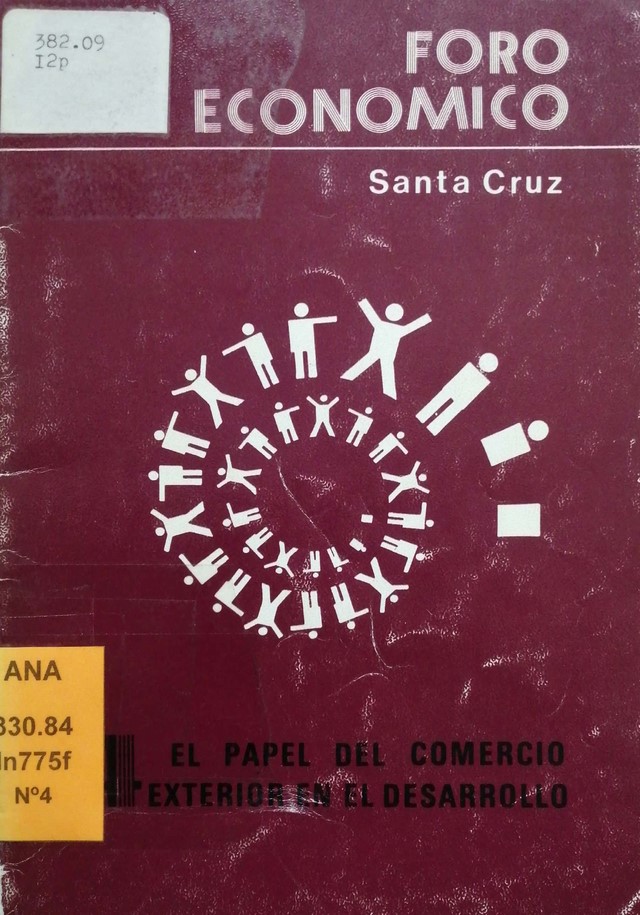 382.09
I2p
FORO
ECONOMICO
Santa Cruz
ANA
330.84
In775f
Nº4
4
EL PAPEL DEL COMERCIO
EXTERIOR EN EL DESARROLLO